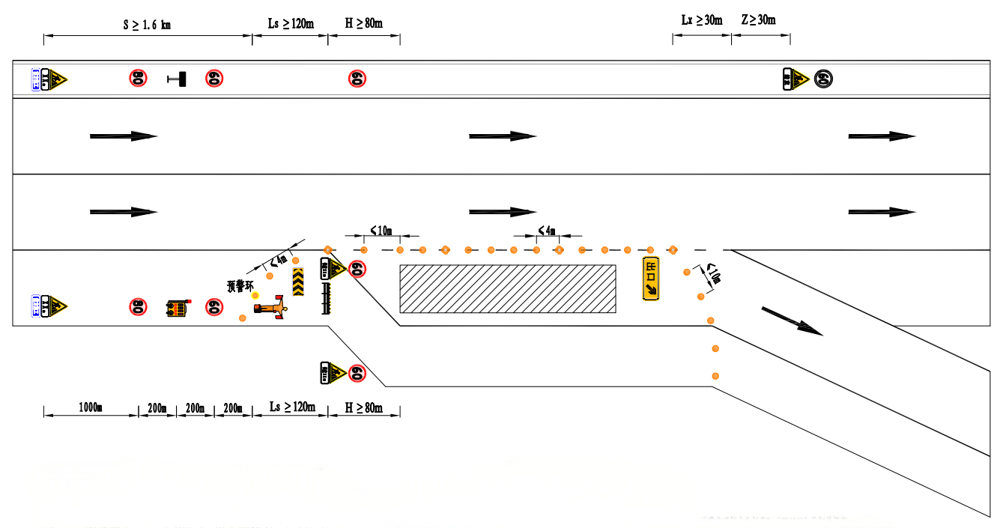 S ≥ 1.6 km
Ls ≥120m
H ≥80m
Lx ≥30m
Z≥30m
80
60
60
60
≤10m
≤4m
≤4m
预警环
60
出口
≤10m
80
60
60
1000m
200m
200m
200m
Ls ≥120m
H ≥80m